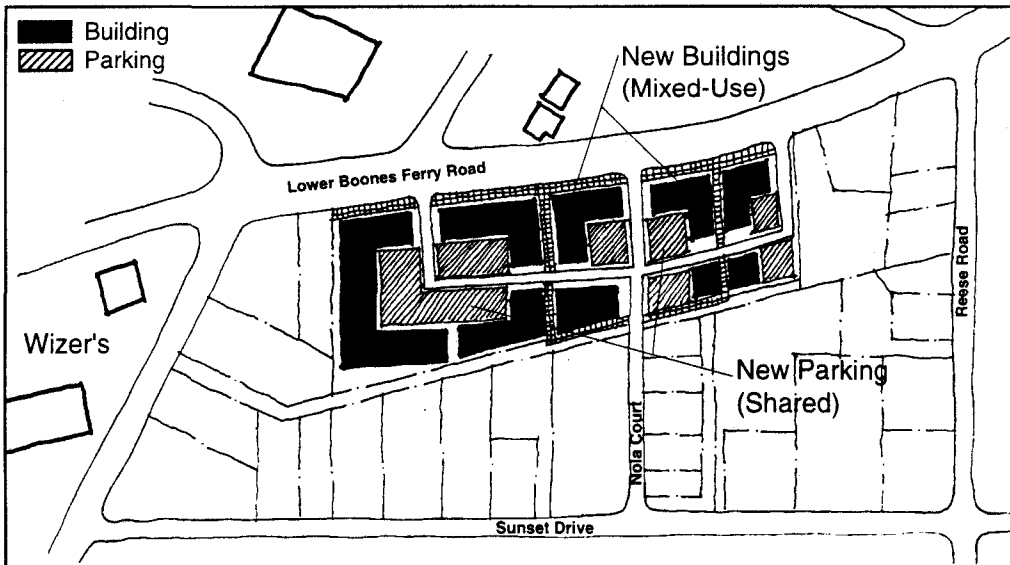 Building
Parking
New Buildings
(Mixed-Use)
Lower Boones Ferry Road
Reese Road
Wizer's
New Parking
(Shared)
Nola Court
Sunset Drive